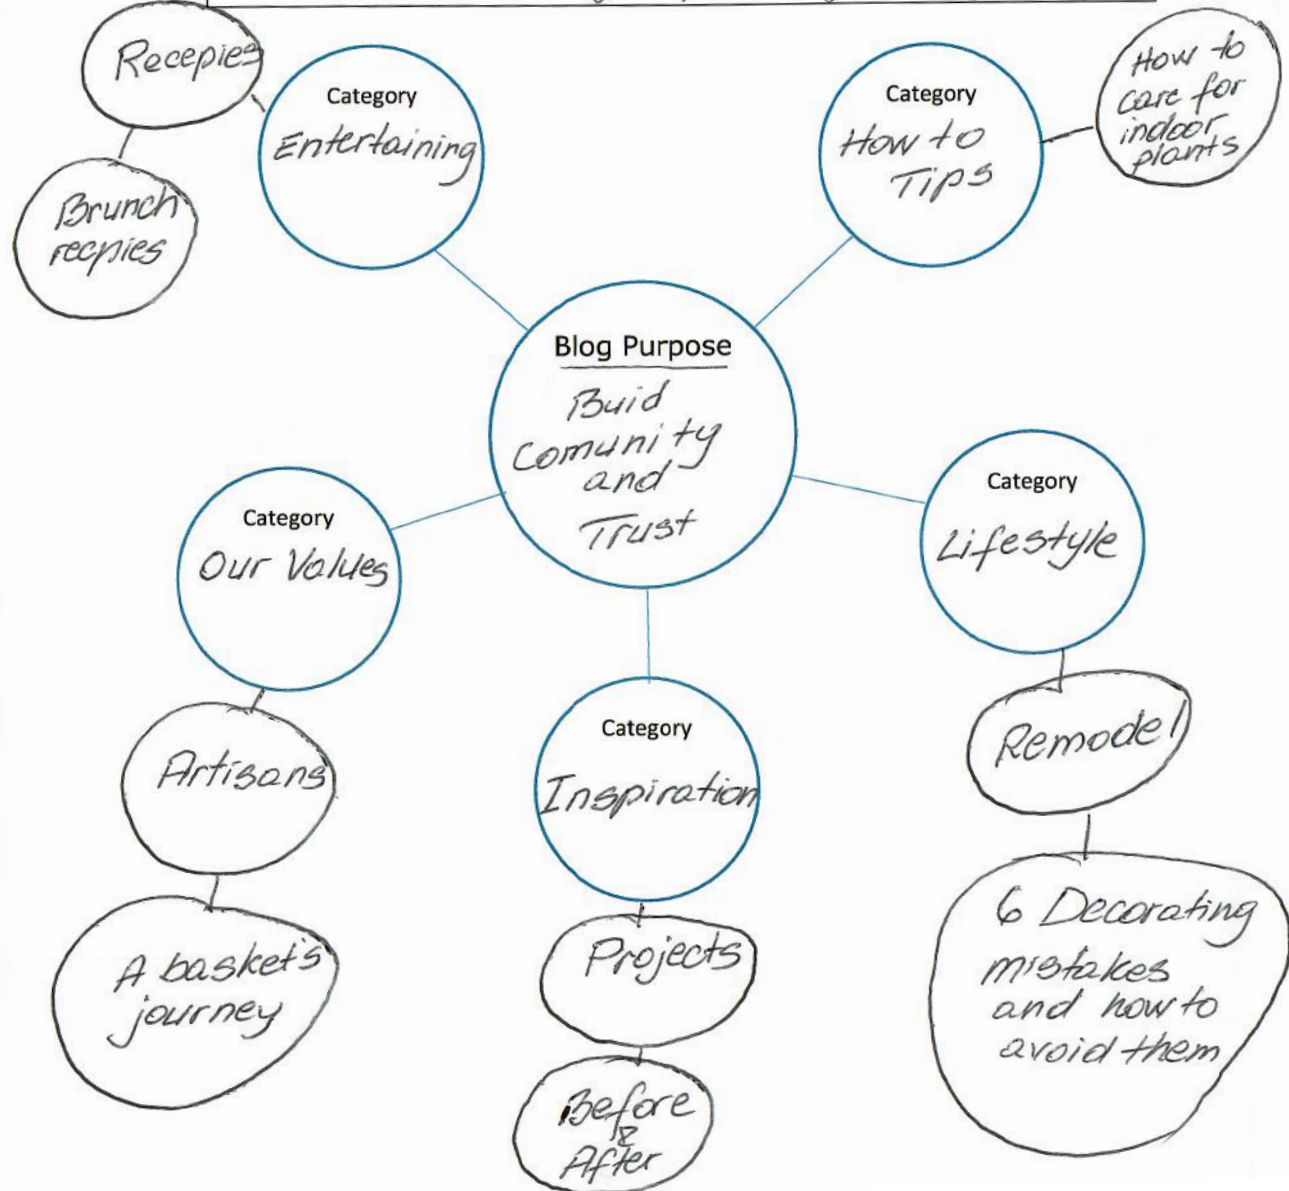 Recepies
Category
Entertaining
Brunch
recpies
Category
How to
Tips
How to
care for
indoor
plants
Blog Purpose
Buid
Comunity
and
Trust
Category
Our Values
Artisans
A basket's
journey
Category
Inspiration
Projects
Before
&
After
Category
Lifestyle
Remodel
6 Decorating
mistakes
and how to
avoid them